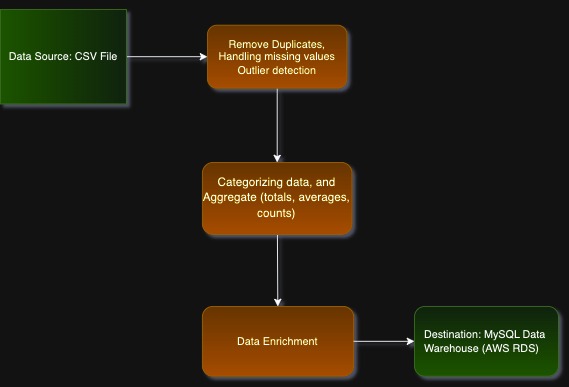 Data Source: CSV File
Remove Duplicates,
Handling missing values
Outlier detection
Categorizing data, and
Aggregate (totals, averages,
counts)
Data Enrichment
Destination: MySQL Data
Warehouse (AWS RDS)